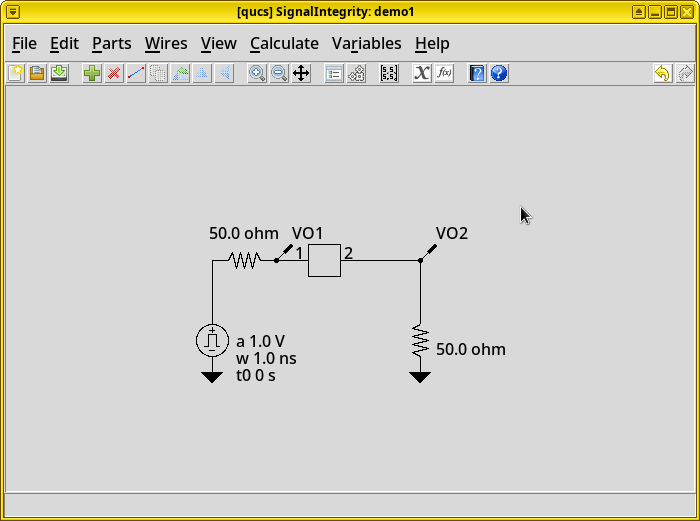 [qucs] SignalIntegrity: demo1
File Edit Parts Wires View Calculate Variables Help
X f(x) ? ?
50.0 ohm VO1
1 2
VO2
a 1.0 V
w 1.0 ns
t0 0 s
50.0 ohm